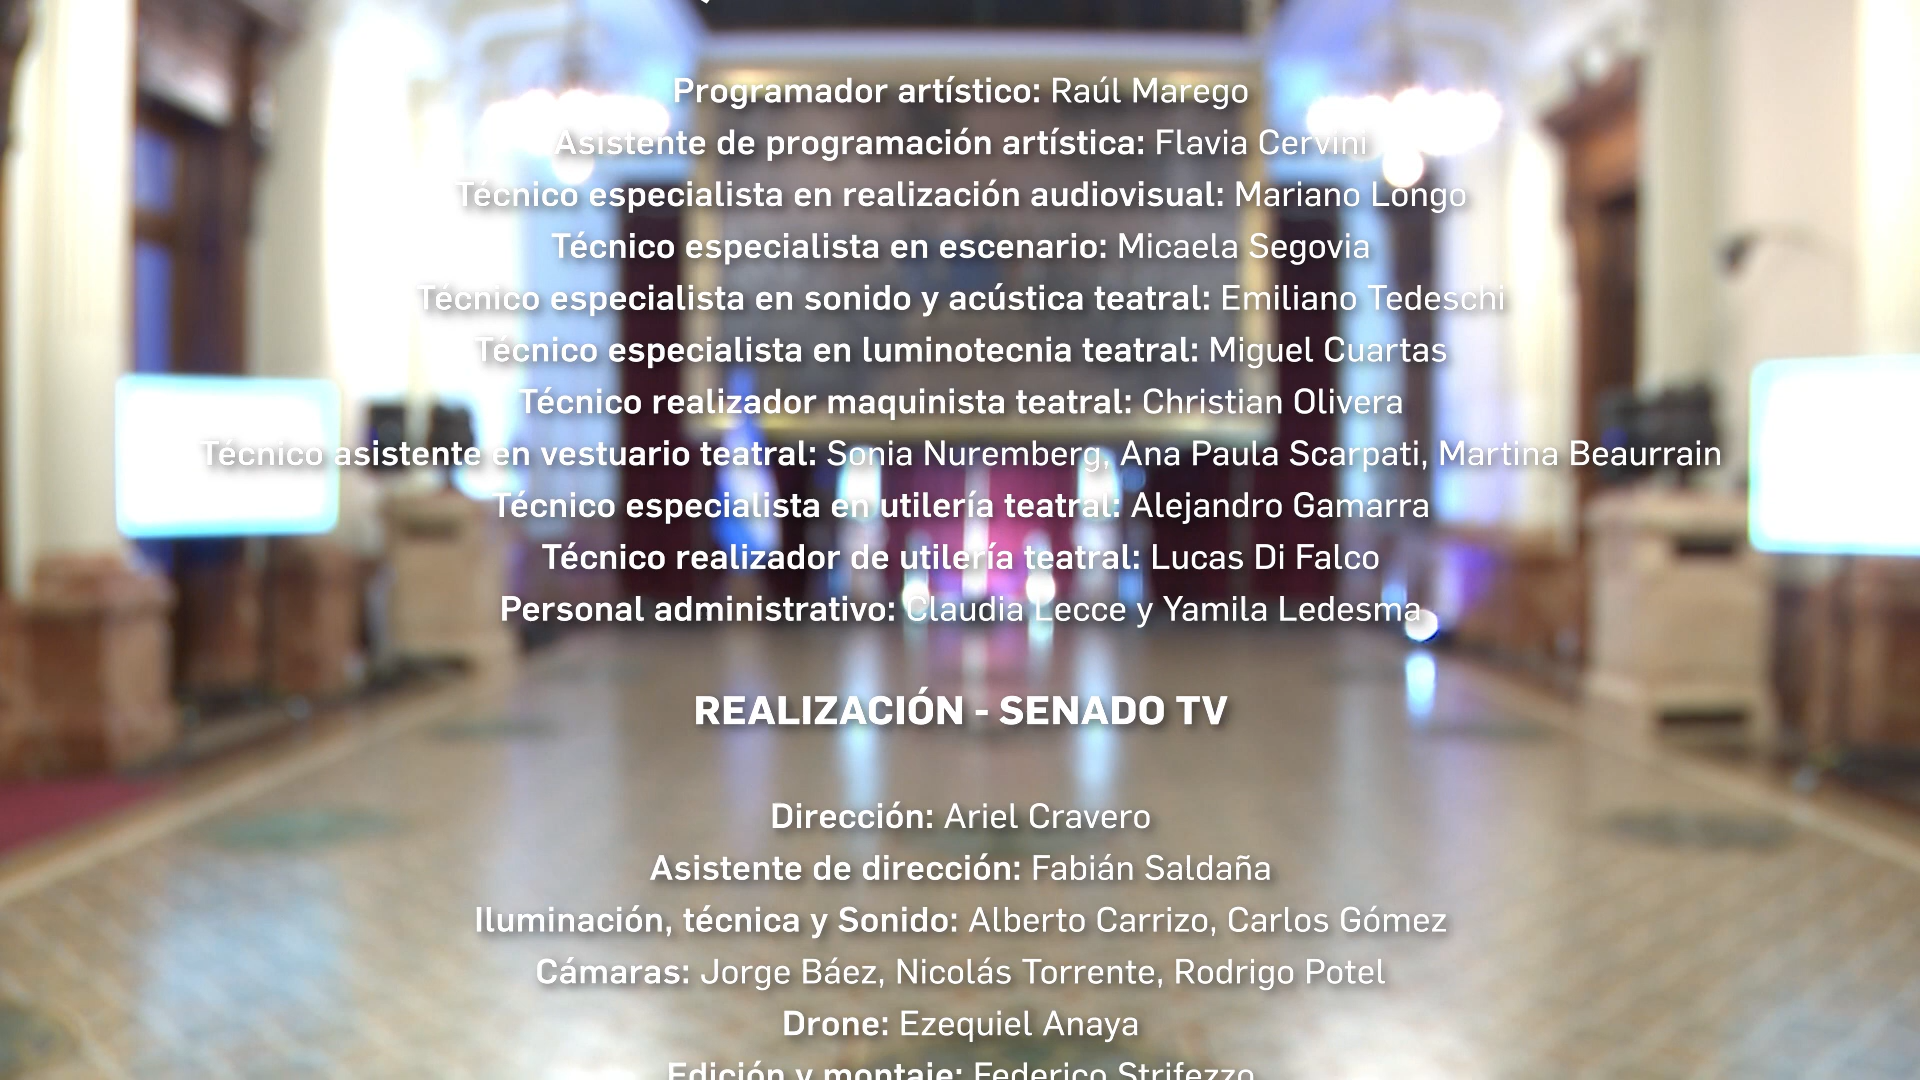 Programador artístico: Raúl Marego
Asistente de programación artística: Flavia Cervini
Técnico especialista en realización audiovisual: Mariano Longo
Técnico especialista en escenario: Micaela Segovia
Técnico especialista en sonido y acústica teatral: Emiliano Tedeschi
Técnico especialista en luminotecnia teatral: Miguel Cuartas
Técnico realizador maquinista teatral: Christian Olivera
Técnico asistente en vestuario teatral: Sonia Nuremberg, Ana Paula Scarpati, Martina Beaurrain
Técnico especialista en utilería teatral: Alejandro Gamarra
Técnico realizador de utilería teatral: Lucas Di Falco
Personal administrativo: Claudia Lecce y Yamila Ledesma
REALIZACIÓN - SENADO TV
Dirección: Ariel Cravero
Asistente de dirección: Fabián Saldaña
Iluminación, técnica y Sonido: Alberto Carrizo, Carlos Gómez
Cámaras: Jorge Báez, Nicolás Torrente, Rodrigo Potel
Drone: Ezequiel Anaya
Edición y montaje: Federico Strifezzo